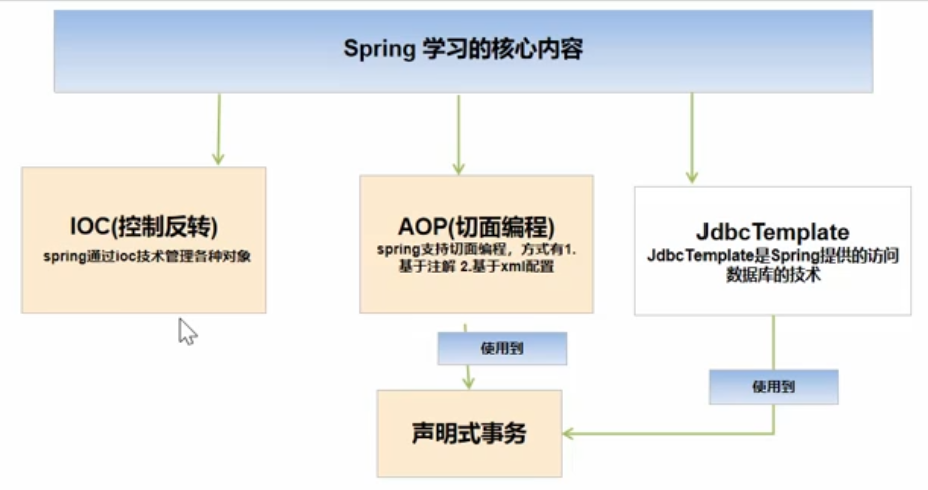 Spring 学习的核心内容
IOC(控制反转)
spring通过ioc技术管理各种对象
AOP(切面编程)
spring支持切面编程，方式有1.
基于注解 2.基于xml配置
JdbcTemplate
JdbcTemplate是Spring提供的访问
数据库的技术
使用到
使用到
声明式事务